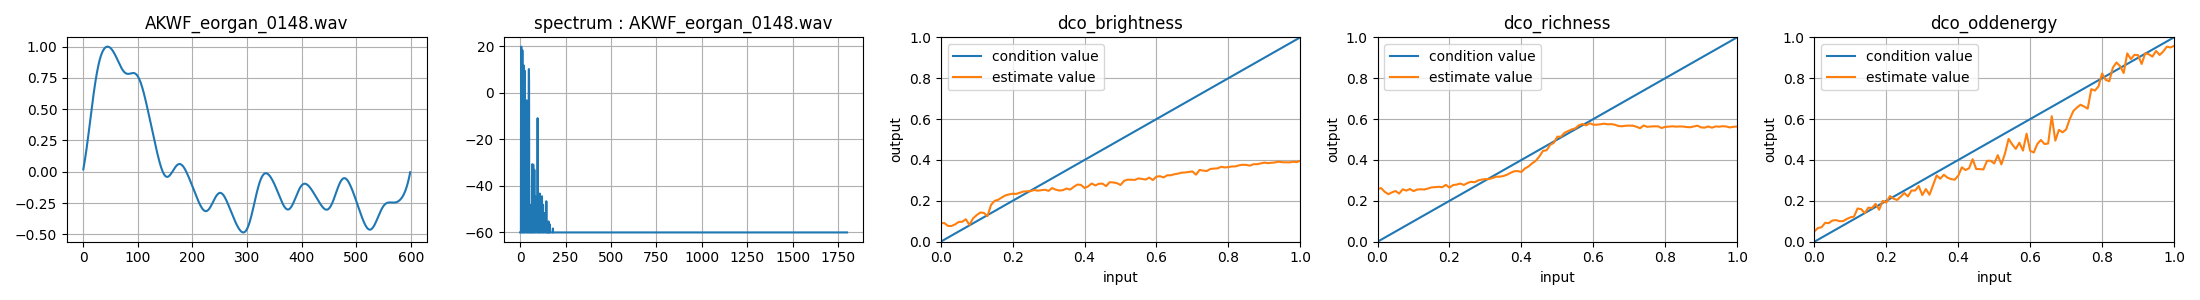 AKWF_eorgan_0148.wav
1.00
0.75
0.50
0.25
0.00
−0.25
−0.50
0 100 200 300 400 500 600
spectrum : AKWF_eorgan_0148.wav
20
0
−20
−40
−60
0 250 500 750 1000 1250 1500 1750
dco_brightness
condition value
estimate value
output
1.0
0.8
0.6
0.4
0.2
0.0
0.0 0.2 0.4 0.6 0.8 1.0
input
dco_richness
condition value
estimate value
output
1.0
0.8
0.6
0.4
0.2
0.0
0.0 0.2 0.4 0.6 0.8 1.0
input
dco_oddenergy
condition value
estimate value
output
1.0
0.8
0.6
0.4
0.2
0.0
0.0 0.2 0.4 0.6 0.8 1.0
input